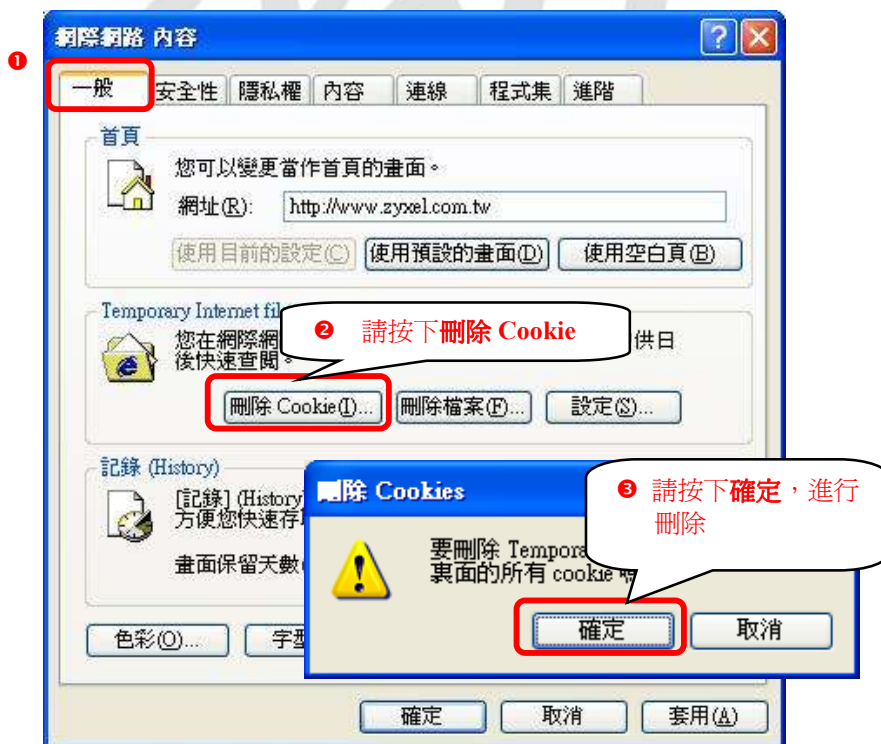 網際網路 內容
❶
一般 安全性 隱私權 內容 連線 程式集 進階
首頁
您可以變更當作首頁的畫面。
網址(R): http://www.zyxel.com.tw
使用目前的設定(C) 使用預設的畫面(D) 使用空白頁(B)
Temporary Internet fil
❷ 請按下刪除 Cookie
您在網際網 供日
後快速查閱。
刪除 Cookie(I)... 刪除檔案(F)... 設定(S)...
記錄 (History)
[記錄] (History
方便您快速存
畫面保留天數(
刪除 Cookies
❸ 請按下確定，進行
刪除
要刪除 Tempora
裏面的所有 cookie
確定 取消
色彩(O)... 字型
確定 取消 套用(A)